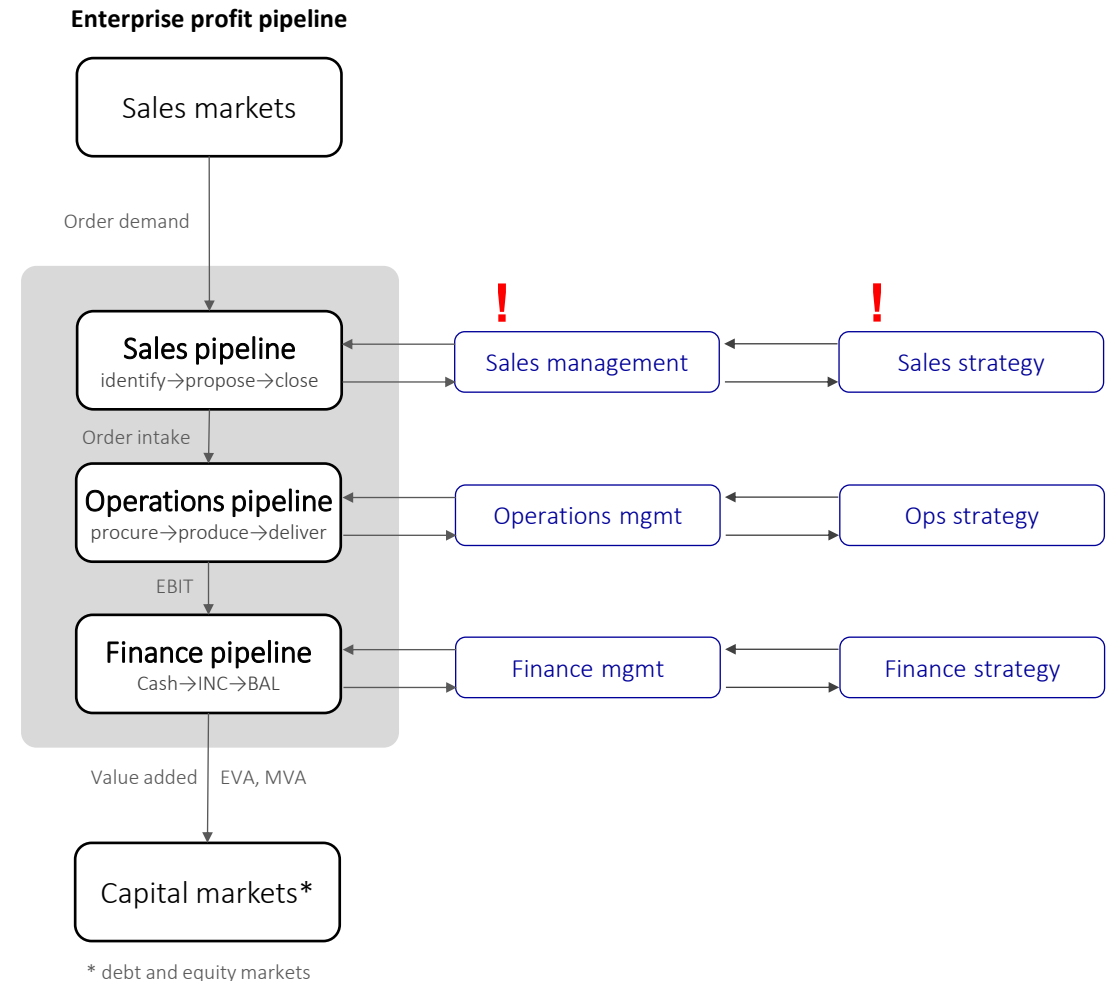 Enterprise profit pipeline
Sales markets
Order demand
! !
Sales pipeline
identify→propose→close
Sales management
Sales strategy
Order intake
Operations pipeline
procure→produce→deliver
Operations mgmt
Ops strategy
EBIT
Finance pipeline
Cash→INC→BAL
Finance mgmt
Finance strategy
Value added
EVA, MVA
Capital markets*
* debt and equity markets